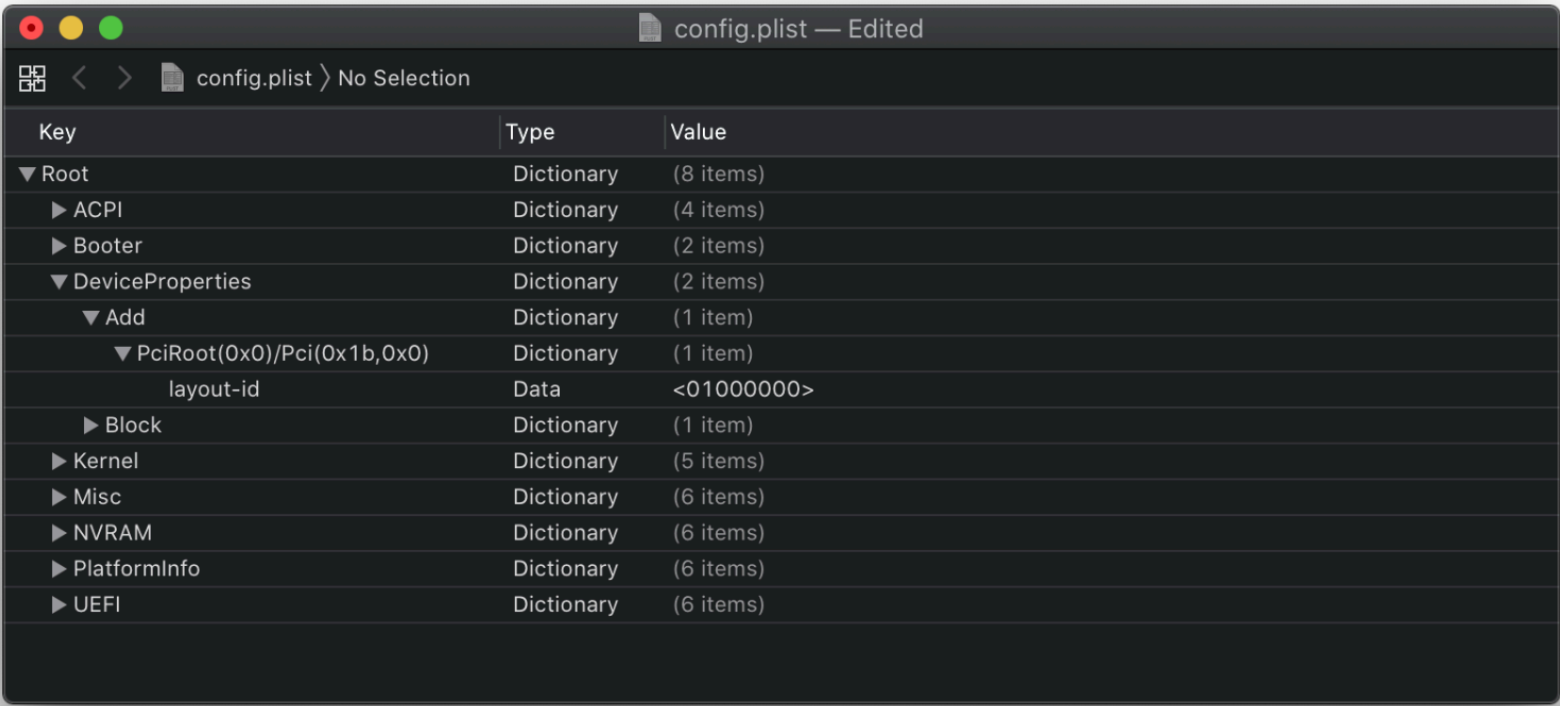 config.plist — Edited
config.plist 〉No Selection
Key Type Value
Root Dictionary (8 items)
ACPI Dictionary (4 items)
Booter Dictionary (2 items)
DeviceProperties Dictionary (2 items)
Add Dictionary (1 item)
PciRoot(0x0)/Pci(0x1b,0x0) Dictionary (1 item)
layout-id Data <01000000>
Block Dictionary (1 item)
Kernel Dictionary (5 items)
Misc Dictionary (6 items)
NVRAM Dictionary (6 items)
PlatformInfo Dictionary (6 items)
UEFI Dictionary (6 items)